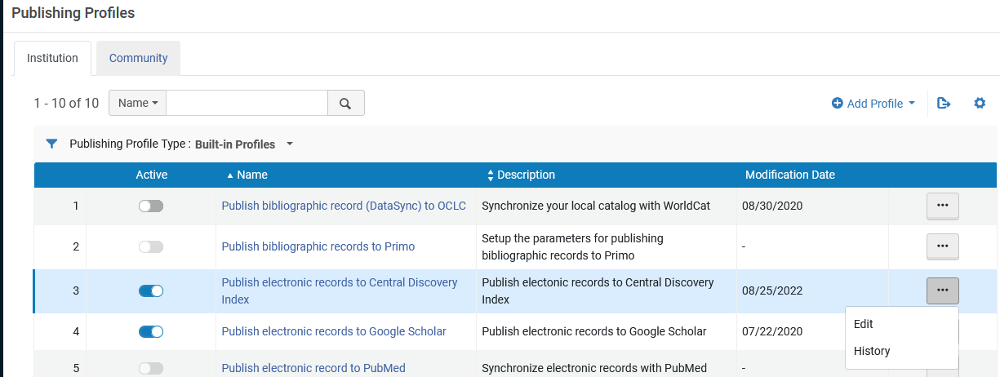 Publishing Profiles
Institution
Community
1 - 10 of 10
Name
Add Profile
Publishing Profile Type : Built-in Profiles
Active Name Description Modification Date
1 Publish bibliographic record (DataSync) to OCLC Synchronize your local catalog with WorldCat 08/30/2020
2 Publish bibliographic records to Primo Setup the parameters for publishing
bibliographic records to Primo -
3 Publish electronic records to Central Discovery
Index Publish electonic records to Central Discovery
Index 08/25/2022
Edit
History
4 Publish electronic records to Google Scholar Publish electronic records to Google Scholar 07/22/2020
5 Publish electronic record to PubMed Synchronize electronic records with PubMed -